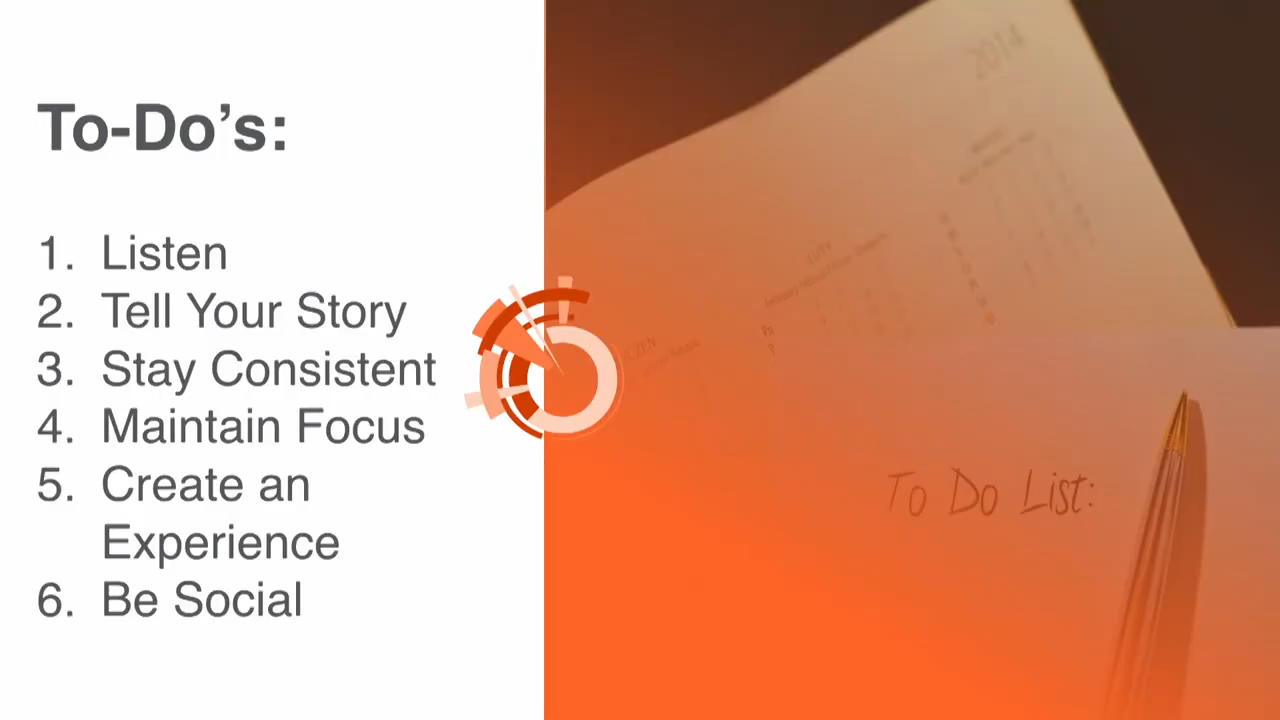 To-Do’s:
1. Listen
2. Tell Your Story
3. Stay Consistent
4. Maintain Focus
5. Create an
Experience
6. Be Social
2014
To Do List: